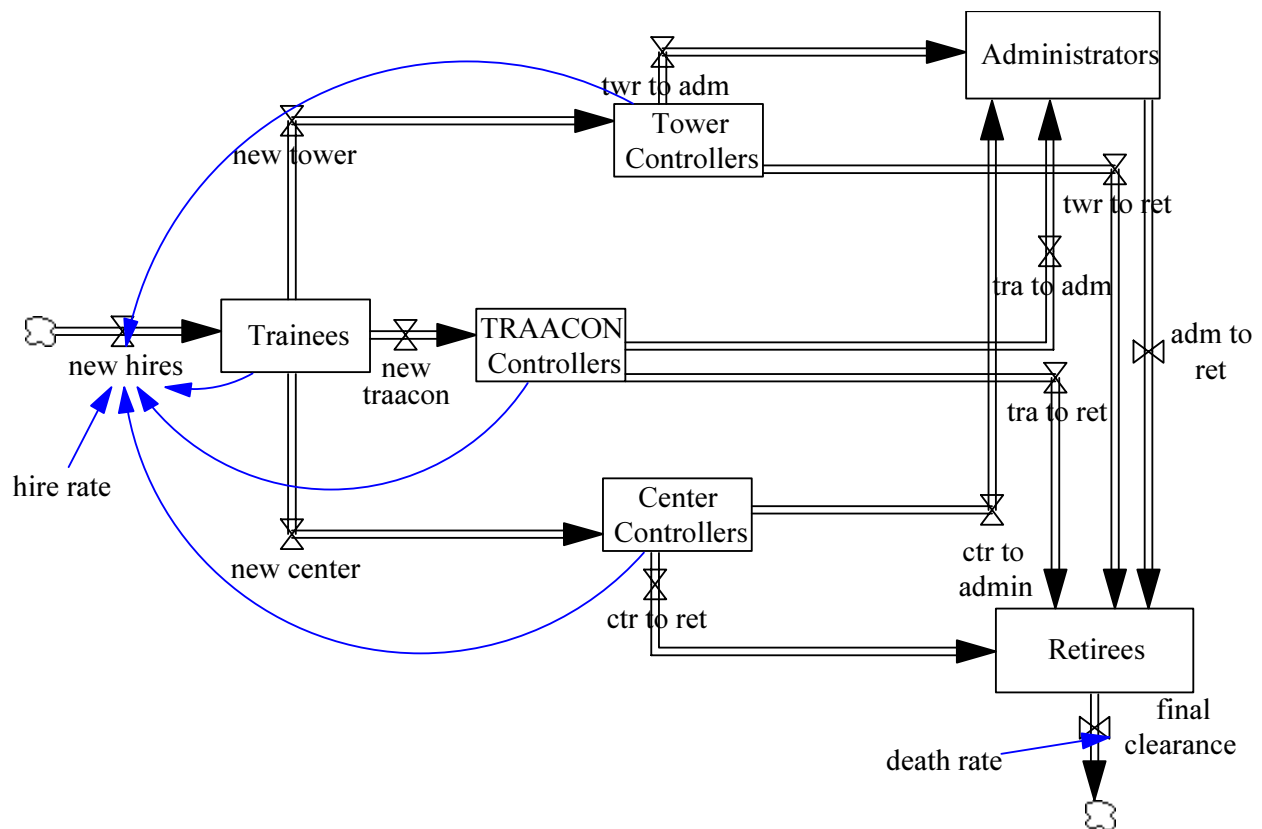 Administrators
twr to adm
Tower
Controllers
new tower
twr to ret
tra to adm
Trainees
TRAACON
Controllers
new hires
new
traacon
adm to
ret
tra to ret
hire rate
Center
Controllers
ctr to
admin
new center
ctr to ret
Retirees
final
clearance
death rate